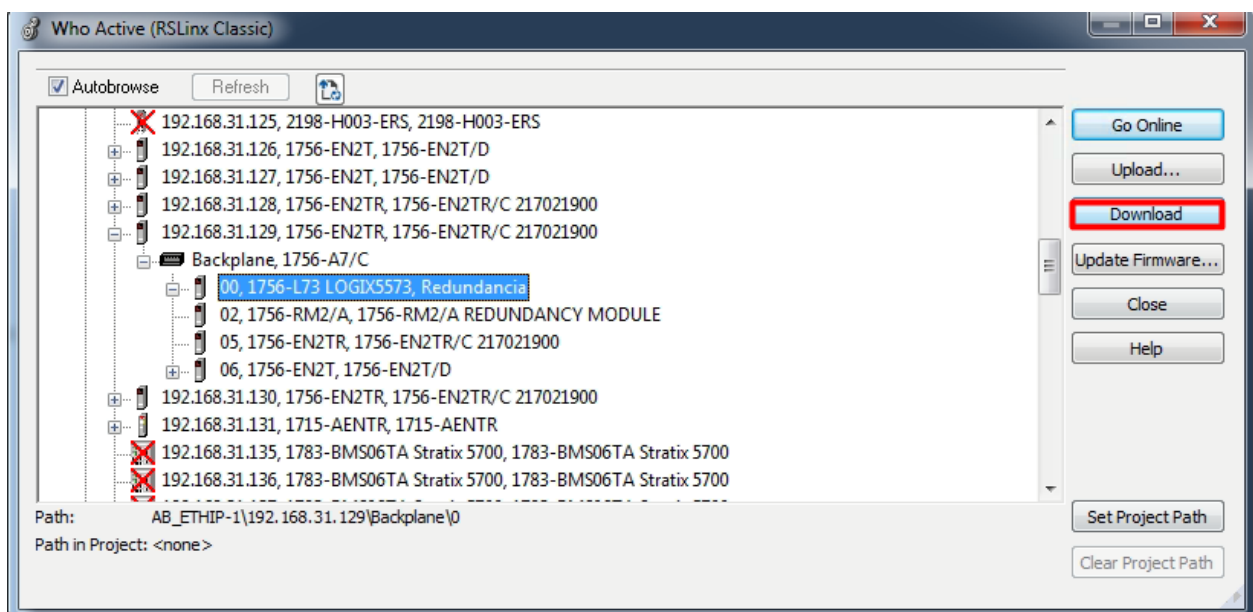 Who Active (RSLinx Classic)
Autobrowse
Refresh
192.168.31.125, 2198-H003-ERS, 2198-H003-ERS
Go Online
192.168.31.126, 1756-EN2T, 1756-EN2T/D
192.168.31.127, 1756-EN2T, 1756-EN2T/D
Upload...
192.168.31.128, 1756-EN2TR, 1756-EN2TR/C 217021900
Download
192.168.31.129, 1756-EN2TR, 1756-EN2TR/C 217021900
Backplane, 1756-A7/C
Update Firmware...
00, 1756-L73 LOGIX5573, Redundancia
02, 1756-RM2/A, 1756-RM2/A REDUNDANCY MODULE
Close
05, 1756-EN2TR, 1756-EN2TR/C 217021900
Help
06, 1756-EN2T, 1756-EN2T/D
192.168.31.130, 1756-EN2TR, 1756-EN2TR/C 217021900
192.168.31.131, 1715-AENTR, 1715-AENTR
192.168.31.135, 1783-BMS06TA Stratix 5700, 1783-BMS06TA Stratix 5700
192.168.31.136, 1783-BMS06TA Stratix 5700, 1783-BMS06TA Stratix 5700
Path: AB_ETHIP-1\192.168.31.129\Backplane\0
Set Project Path
Path in Project: <none>
Clear Project Path